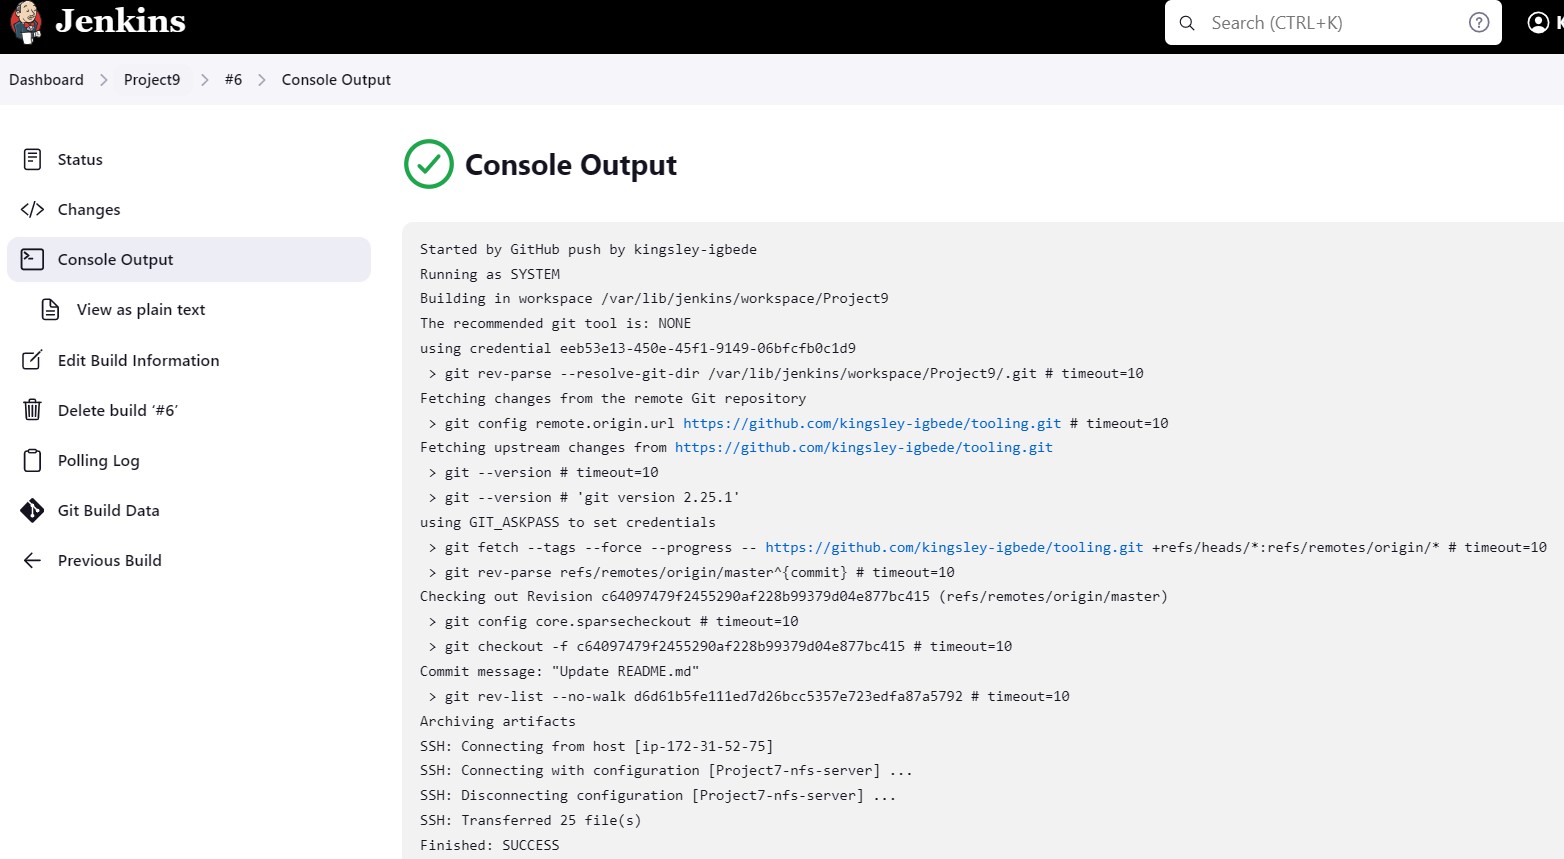 Jenkins
Search (CTRL+K)
?
Dashboard
Project9
#6
Console Output
Status
Changes
Console Output
View as plain text
Edit Build Information
Delete build ‘#6’
Polling Log
Git Build Data
Previous Build
Console Output
Started by GitHub push by kingsley-igbede
Running as SYSTEM
Building in workspace /var/lib/jenkins/workspace/Project9
The recommended git tool is: NONE
using credential eeb53e13-450e-45f1-9149-06bfcfb0c1d9
> git rev-parse --resolve-git-dir /var/lib/jenkins/workspace/Project9/.git # timeout=10
Fetching changes from the remote Git repository
> git config remote.origin.url https://github.com/kingsley-igbede/tooling.git # timeout=10
Fetching upstream changes from https://github.com/kingsley-igbede/tooling.git
> git --version # timeout=10
> git --version # 'git version 2.25.1'
using GIT_ASKPASS to set credentials
> git fetch --tags --force --progress -- https://github.com/kingsley-igbede/tooling.git +refs/heads/*:refs/remotes/origin/* # timeout=10
> git rev-parse refs/remotes/origin/master^{commit} # timeout=10
Checking out Revision c64097479f2455290af228b99379d04e877bc415 (refs/remotes/origin/master)
> git config core.sparsecheckout # timeout=10
> git checkout -f c64097479f2455290af228b99379d04e877bc415 # timeout=10
Commit message: "Update README.md"
> git rev-list --no-walk d6d61b5fe111ed7d26bcc5357e723edfa87a5792 # timeout=10
Archiving artifacts
SSH: Connecting from host [ip-172-31-52-75]
SSH: Connecting with configuration [Project7-nfs-server] ...
SSH: Disconnecting configuration [Project7-nfs-server] ...
SSH: Transferred 25 file(s)
Finished: SUCCESS